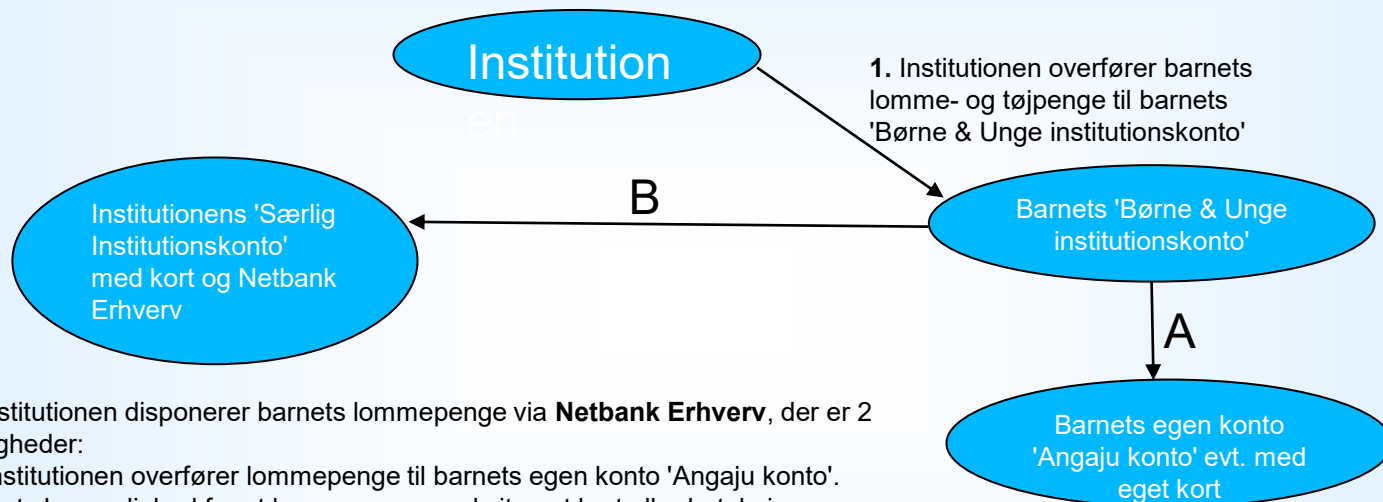 Institution
en
1. Institutionen overfører barnets
lomme- og tøjpenge til barnets
'Børne & Unge institutionskonto'
B
Institutionens 'Særlig
Institutionskonto'
med kort og Netbank
Erhverv
Barnets 'Børne & Unge
institutionskonto'
A
Barnets egen konto
'Angaju konto' evt. med
eget kort
stitutionen disponerer barnets lommepenge via Netbank Erhverv, der er 2
gheder:
nstitutionen overfører lommepenge til barnets egen konto 'Angaju konto'.